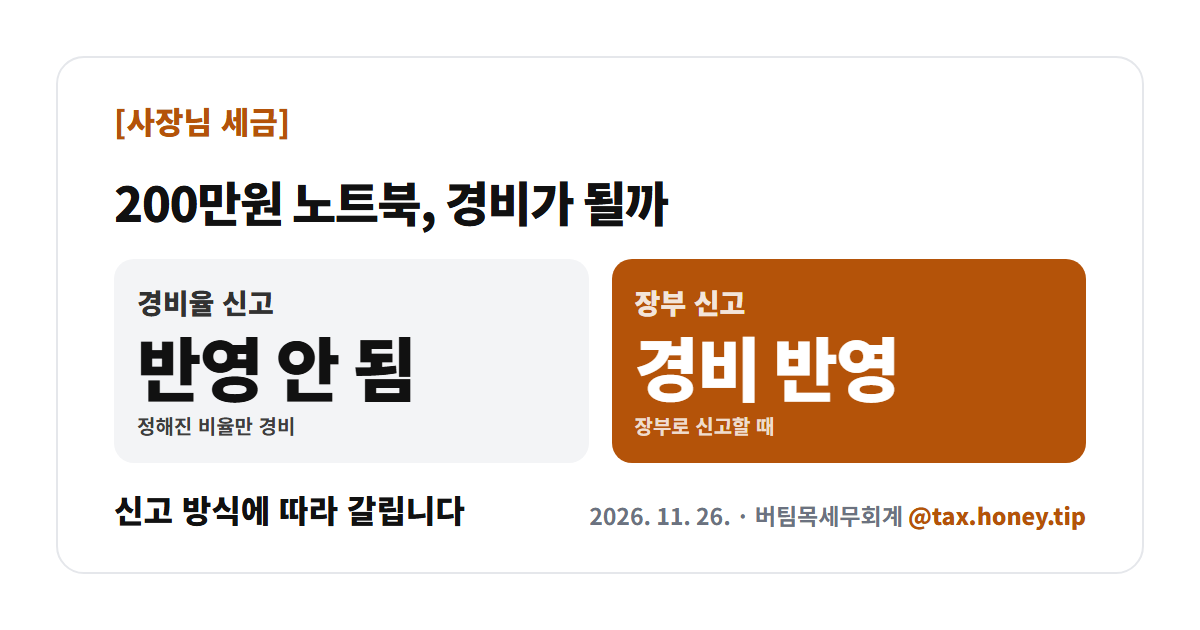 [사장님 세금]
200만원 노트북, 경비가 될까
경비율 신고
반영 안 됨
정해진 비율만 경비
장부 신고
경비 반영
장부로 신고할 때
신고 방식에 따라 갈립니다
2026. 11. 26. · 버팀목세무회계 @tax.honey.tip